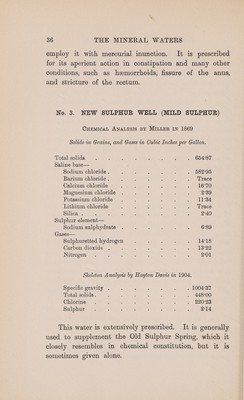 36 THE MINERAL WATERS
employ it with mercurial inunction. It is prescribed
for its aperient action in constipation and many other
conditions, such as hæmorrhoids, fissure of the anus,
and stricture of the rectum.
No. 2. NEW SULPHUR WELL (MILD SULPHUR)
CHEMICAL ANALYSIS BY MILLER IN 1869
Solids in Grains, and Gases in Cubic Inches per Gallon.
Total solids . . . . . . . 654·87
Saline base—
Sodium chloride . . . . . . . 582·95
Barium chloride . . . . . . . Trace
Calcium chloride . . . . . . . 16·70
Magnesium chloride . . . . . . 2·39
Potassium chloride . . . . . . 11·34
Lithium chloride . . . . . . Trace
Silica . . . . . . . . 2·40
Sulphur element—
Sodium sulphydrate . . . . . . 6·89
Gases—
Sulphuretted hydrogen . . . . . 14·18
Carbon dioxide . . . . . . . 13·22
Nitrogen . . . . . . . 2·01
Skeleton Analysis by Hayton Davis in 1904.
Specific gravity . . . . . . . 1004·37
Total solids . . . . . . . 448·00
Chlorine . . . . . . . 220·23
Sulphur . . . . . . . 2·14
This water is extensively prescribed. It is generally
used to supplement the Old Sulphur Spring, which it
closely resembles in chemical constitution, but it is
sometimes given alone.